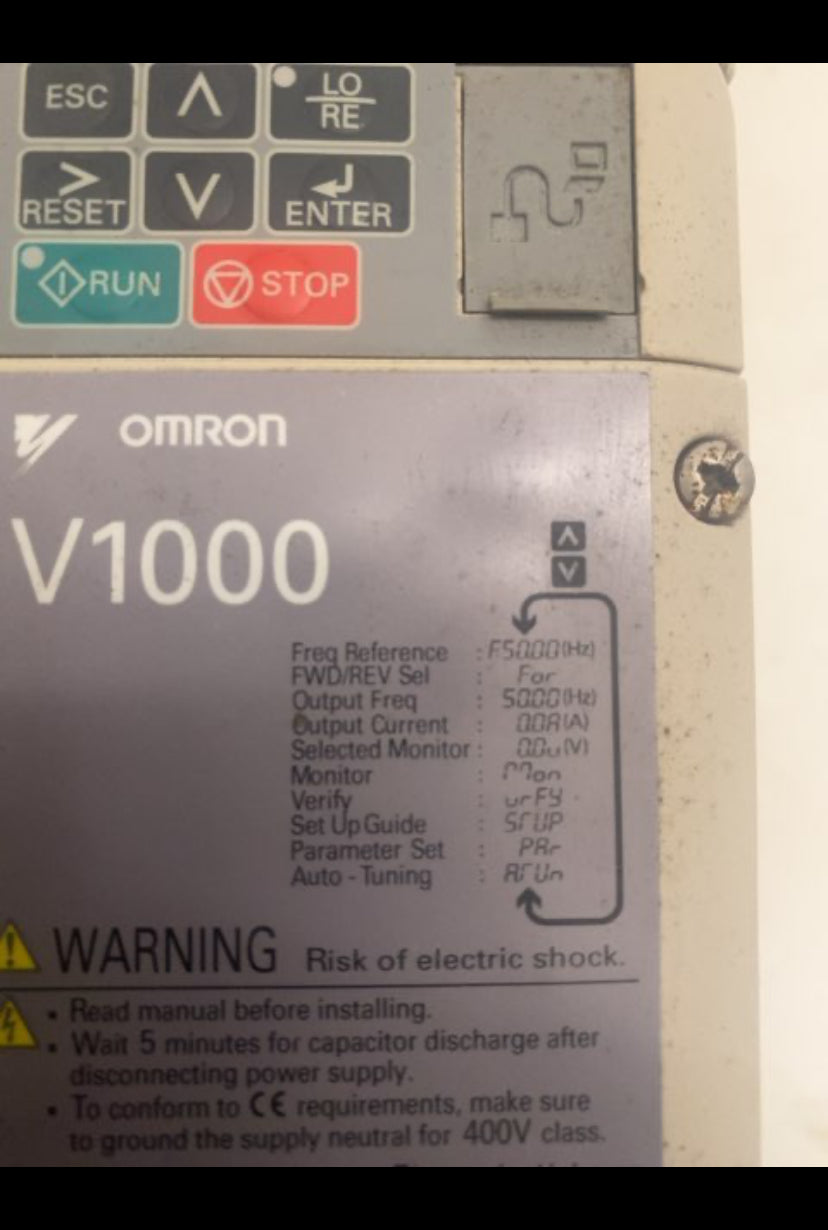 ESC
LO
RE
RESET
ENTER
RUN
STOP
OMRON
V1000
Freq Reference : F50.00(Hz)
FWD/REV Sel : For
Output Freq : 50.00(Hz)
Output Current : 0.0A(A)
Selected Monitor : 0.0u(V)
Monitor : Mon
Verify : urFY
Set Up Guide : STUP
Parameter Set : PAr
Auto - Tuning : ATUn
WARNING Risk of electric shock.
• Read manual before installing.
• Wait 5 minutes for capacitor discharge after
disconnecting power supply.
• To conform to CE requirements, make sure
to ground the supply neutral for 400V class.